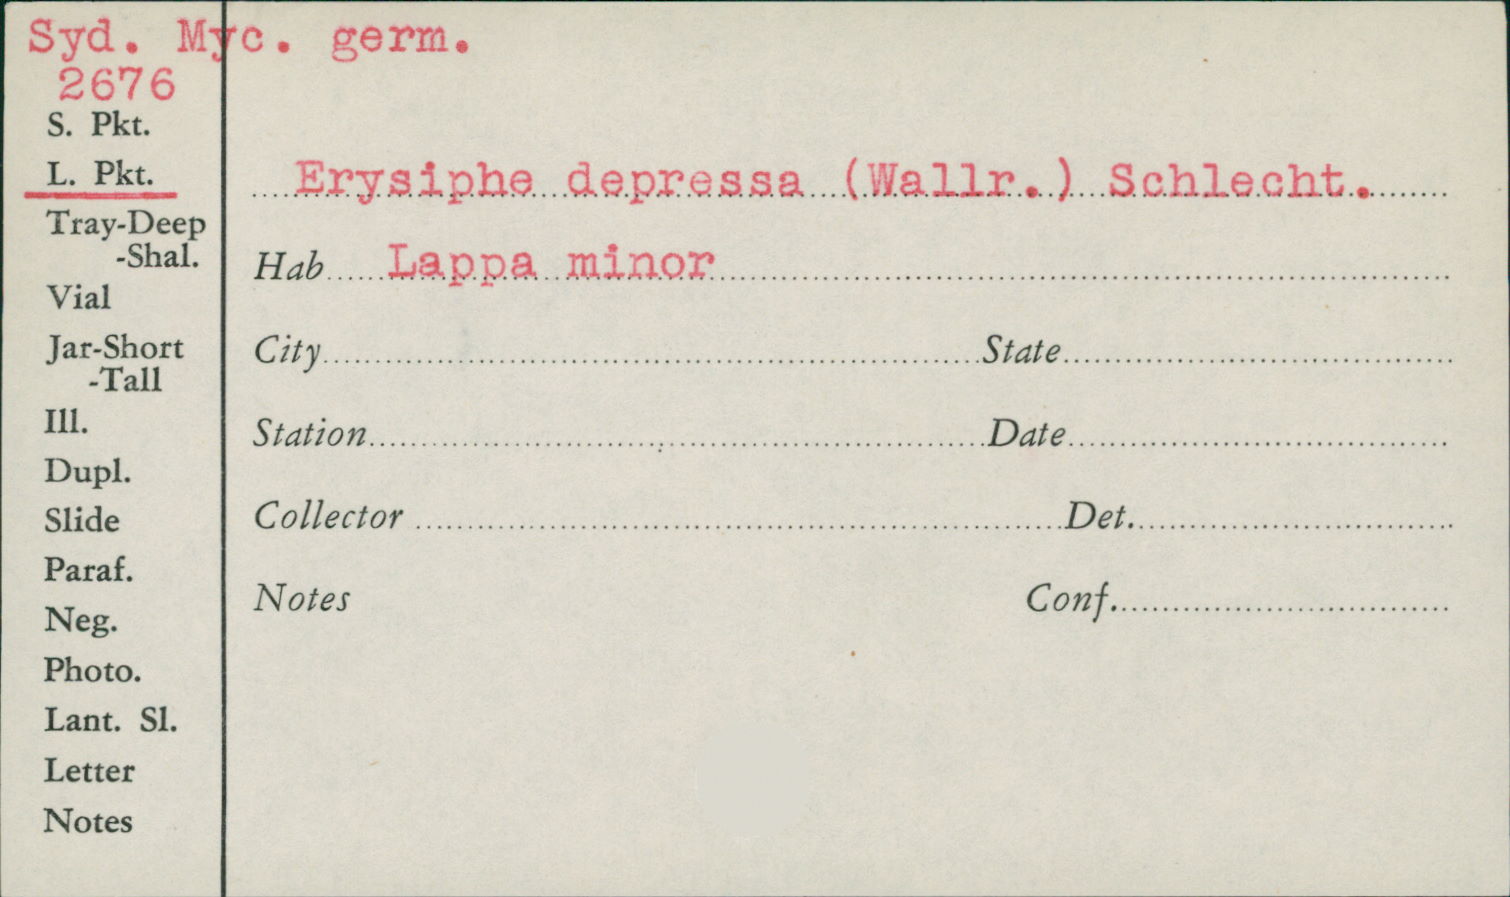 Syd. Myc. germ.
2676
S. Pkt.
L. Pkt.
Tray-Deep
-Shal.
Vial
Jar-Short
-Tall
Ill.
Dupl.
Slide
Paraf.
Neg.
Photo.
Lant. Sl.
Letter
Notes
Erysiphe depressa (Wallr.) Schlecht.
Hab Lappa minor
City State
Station Date
Collector Det.
Notes Conf.